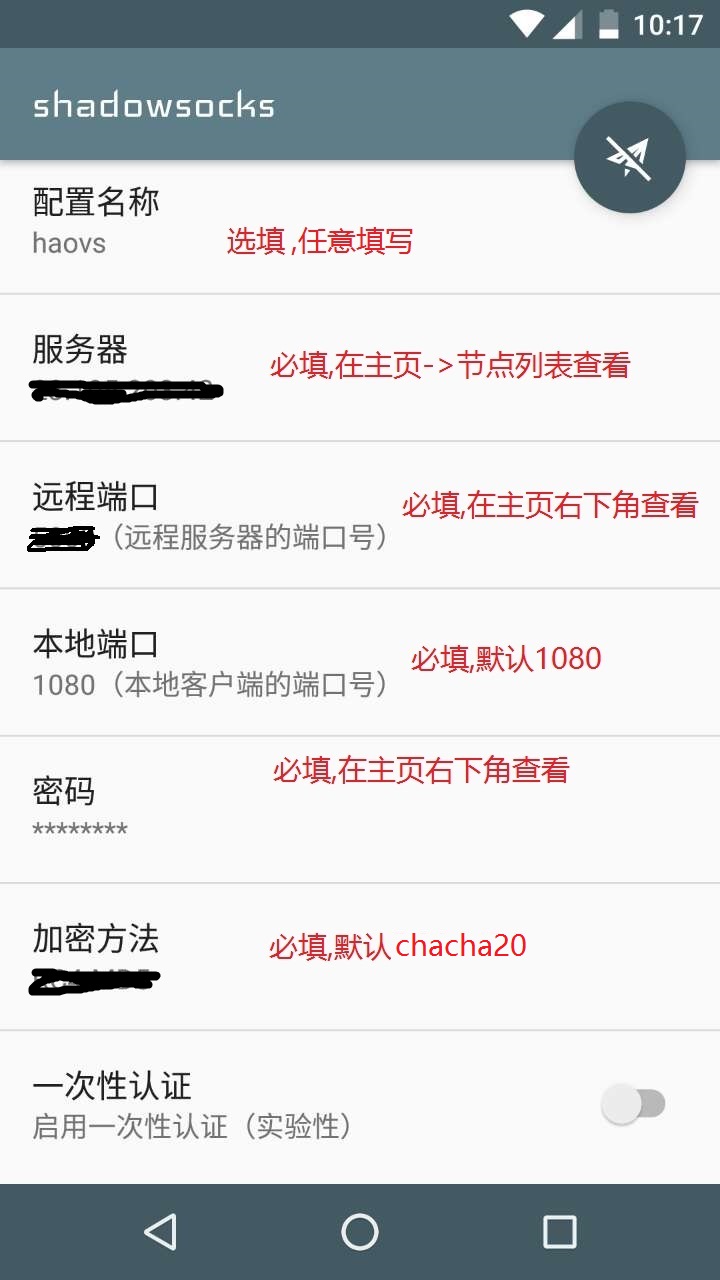 10:17
shadowsocks
配置名称
haovs
选填,任意填写
服务器
必填,在主页->节点列表查看
远程端口
(远程服务器的端口号)
必填,在主页右下角查看
本地端口
1080(本地客户端的端口号)
必填,默认1080
密码
********
必填,在主页右下角查看
加密方法
必填,默认chacha20
一次性认证
启用一次性认证(实验性)